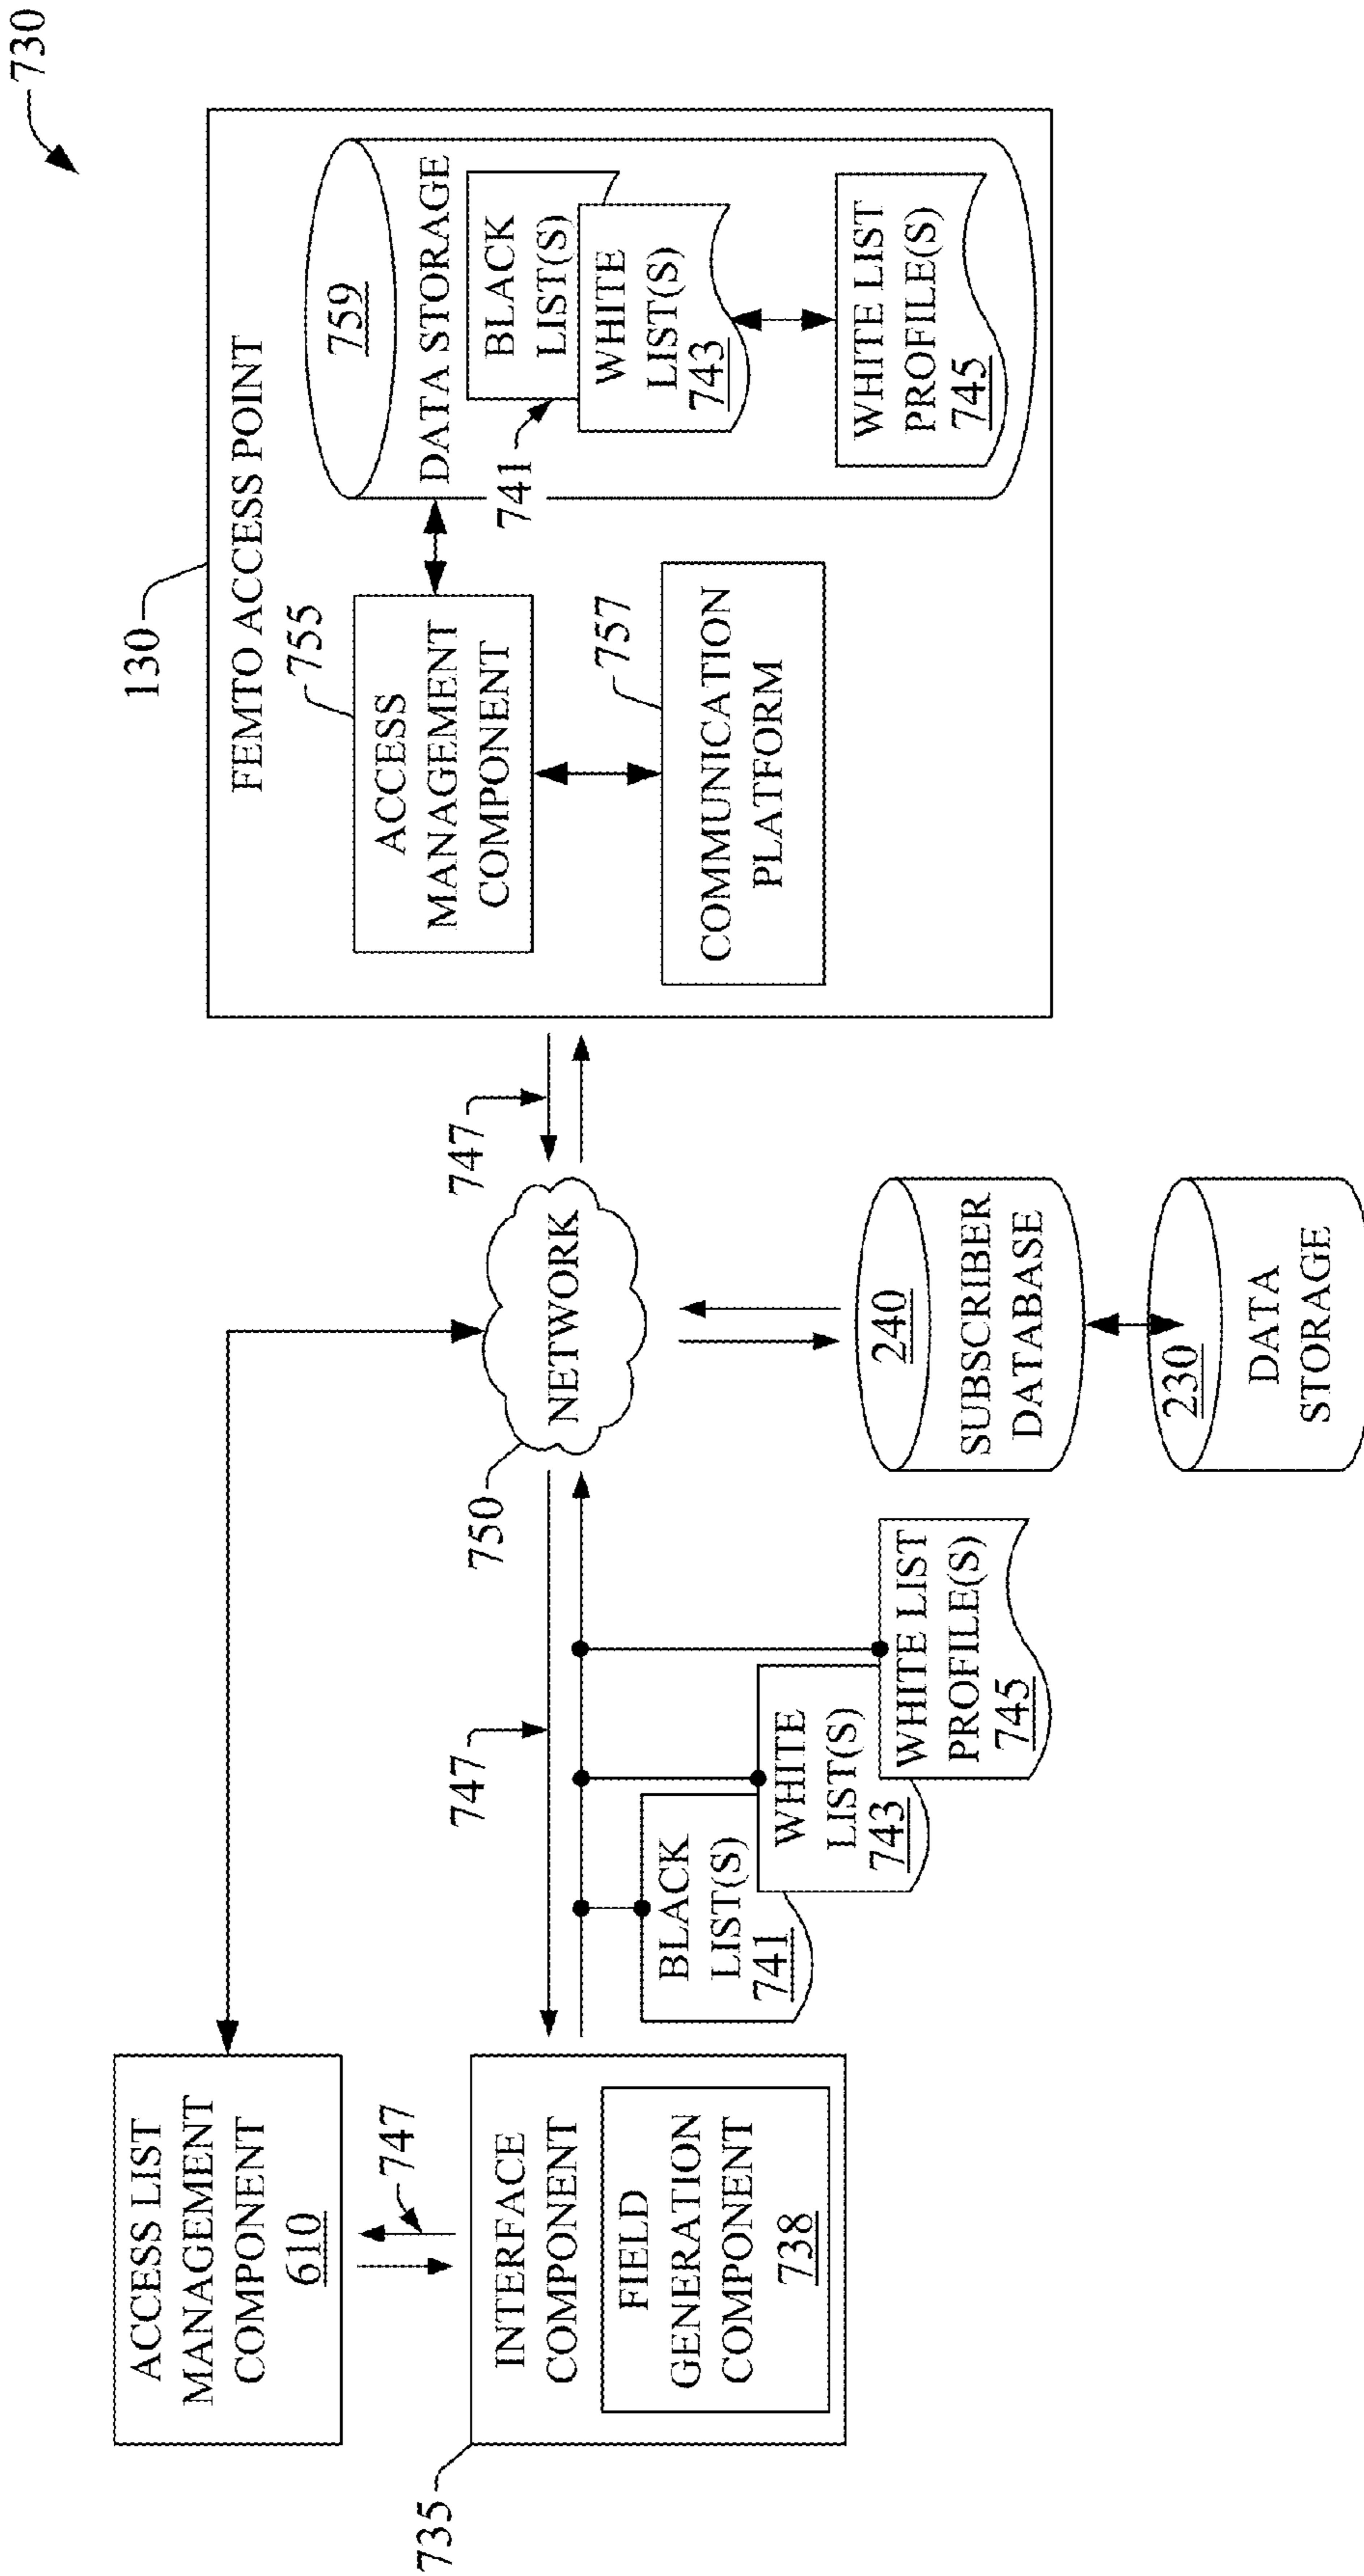 730
ACCESS LIST
MANAGEMENT
COMPONENT
610
747
735
INTERFACE
COMPONENT
FIELD
GENERATION
COMPONENT
738
747
BLACK
LIST(S)
741
WHITE
LIST(S)
743
WHITE LIST
PROFILE(S)
745
750
NETWORK
747
240
SUBSCRIBER
DATABASE
230
DATA
STORAGE
130
FEMTO ACCESS POINT
755
ACCESS
MANAGEMENT
COMPONENT
757
COMMUNICATION
PLATFORM
759
DATA STORAGE
741
BLACK
LIST(S)
WHITE
LIST(S)
743
WHITE LIST
PROFILE(S)
745